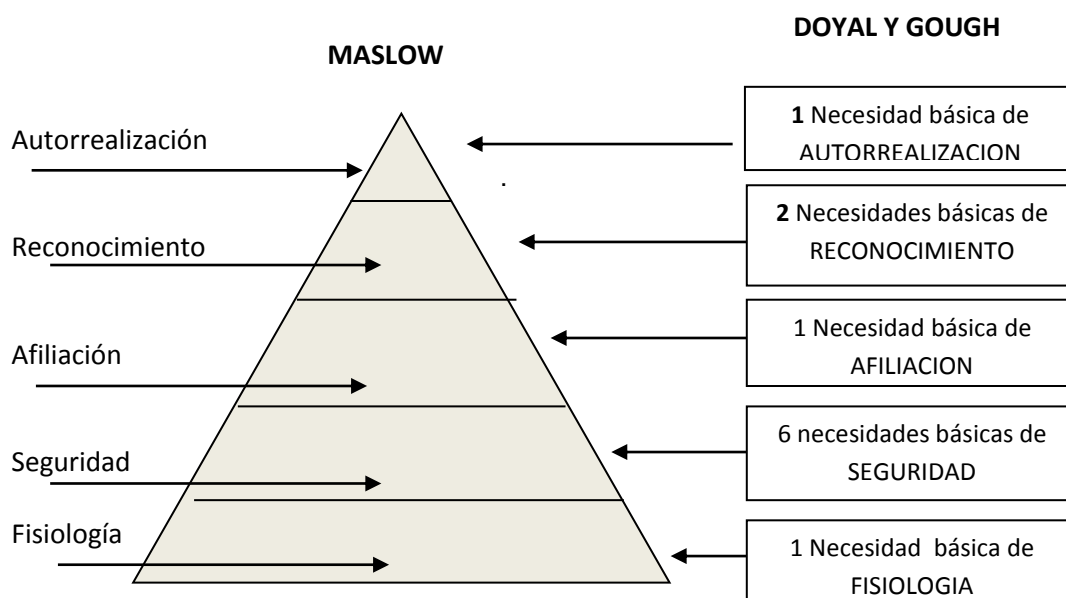 MASLOW
DOYAL Y GOUGH
Autorrealización
1 Necesidad básica de
AUTORREALIZACION
.
Reconocimiento
2 Necesidades básicas de
RECONOCIMIENTO
Afiliación
1 Necesidad básica de
AFILIACION
Seguridad
6 necesidades básicas de
SEGURIDAD
Fisiología
1 Necesidad básica de
FISIOLOGIA